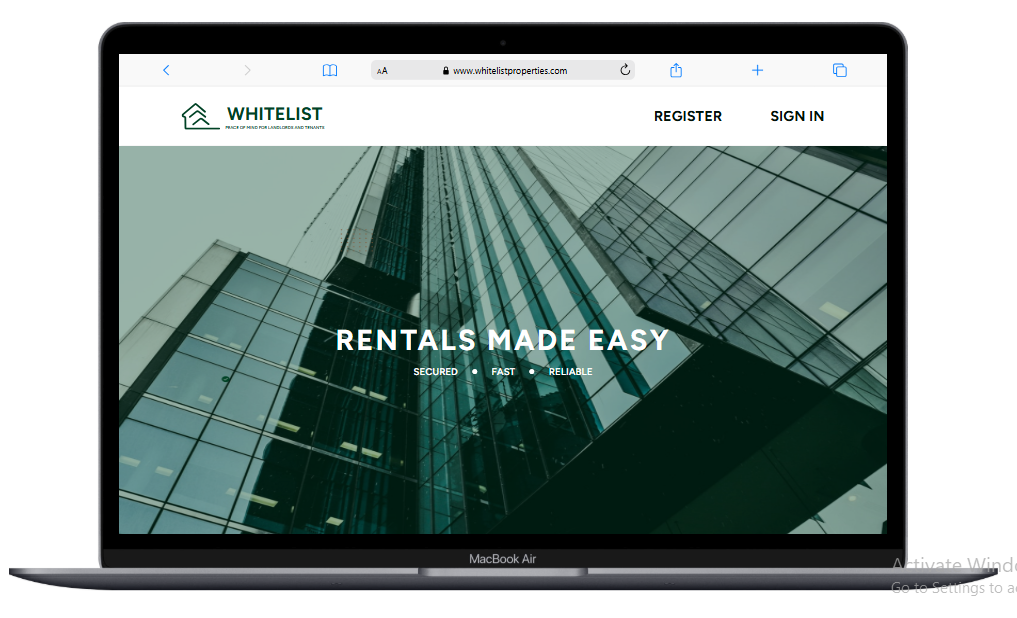 AA www.whitelistproperties.com
WHITELIST
PEACE OF MIND FOR LANDLORDS AND TENANTS
REGISTER SIGN IN
RENTALS MADE EASY
SECURED • FAST • RELIABLE
MacBook Air
Activate Windo
Go to Settings to a